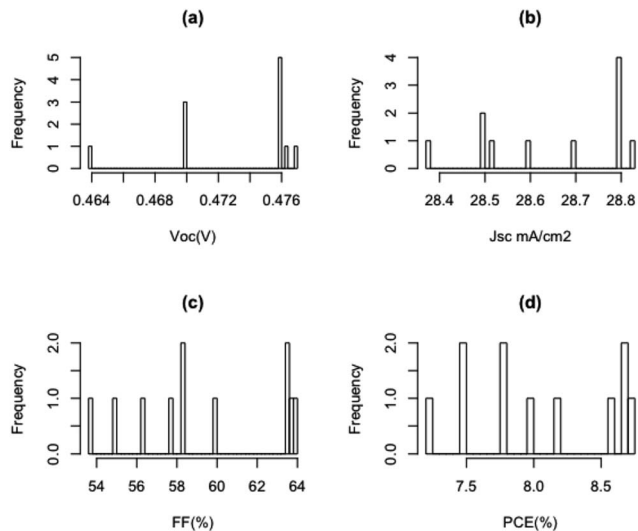 (a)
Frequency
5
4
3
2
1
0
0.464
0.468
0.472
0.476
Voc(V)
(b)
Frequency
4
3
2
1
0
28.4
28.5
28.6
28.7
28.8
Jsc mA/cm2
(c)
Frequency
2.0
1.0
0.0
54
56
58
60
62
64
FF(%)
(d)
Frequency
2.0
1.0
0.0
7.5
8.0
8.5
PCE(%)